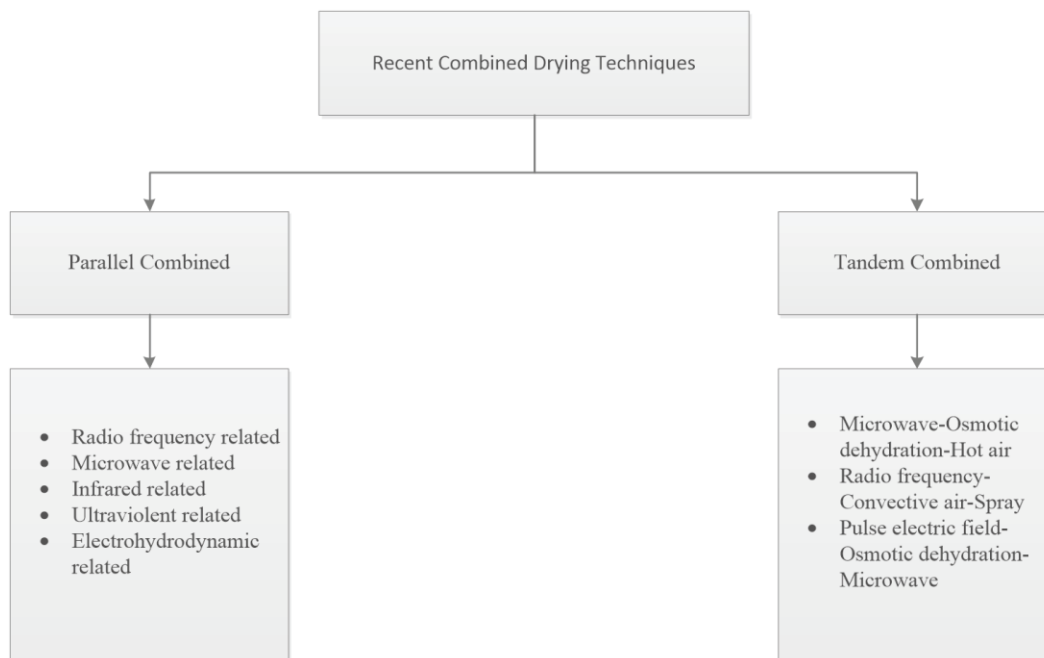 Recent Combined Drying Techniques
Parallel Combined
Tandem Combined
• Radio frequency related
• Microwave related
• Infrared related
• Ultraviolent related
• Electrohydrodynamic
related
• Microwave-Osmotic
dehydration-Hot air
• Radio frequency-
Convective air-Spray
• Pulse electric field-
Osmotic dehydration-
Microwave